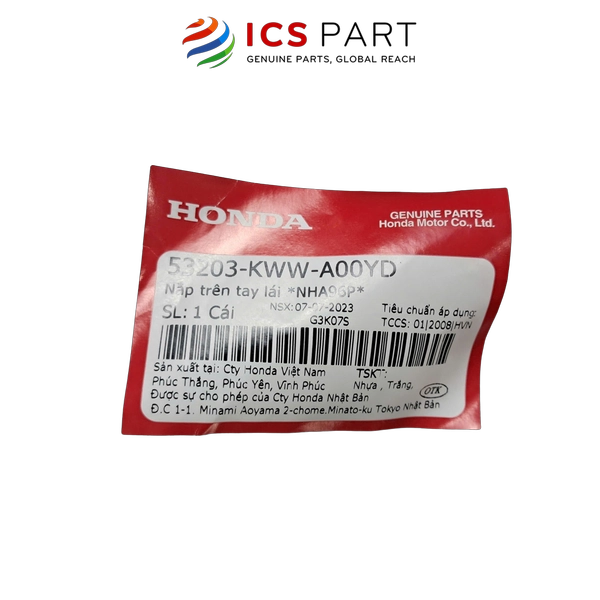 ICS PART
GENUINE PARTS, GLOBAL REACH
HONDA
GENUINE PARTS
Honda Motor Co., Ltd.
53203-KWW-A00YD
Nắp trên tay lái *NHA96P*
SL: 1 Cái
NSX: 07-07-2023
G3K07S
Tiêu chuẩn áp dụng:
TCCS: 01|2008|HVN
Sản xuất tại: Cty Honda Việt Nam
Phúc Thắng, Phúc Yên, Vĩnh Phúc
Được sự cho phép của Cty Honda Nhật Bản
Đ.C 1-1. Minami Aoyama 2-chome,Minato-ku Tokyo Nhật Bản
Nhựa , Trắng,
OTK